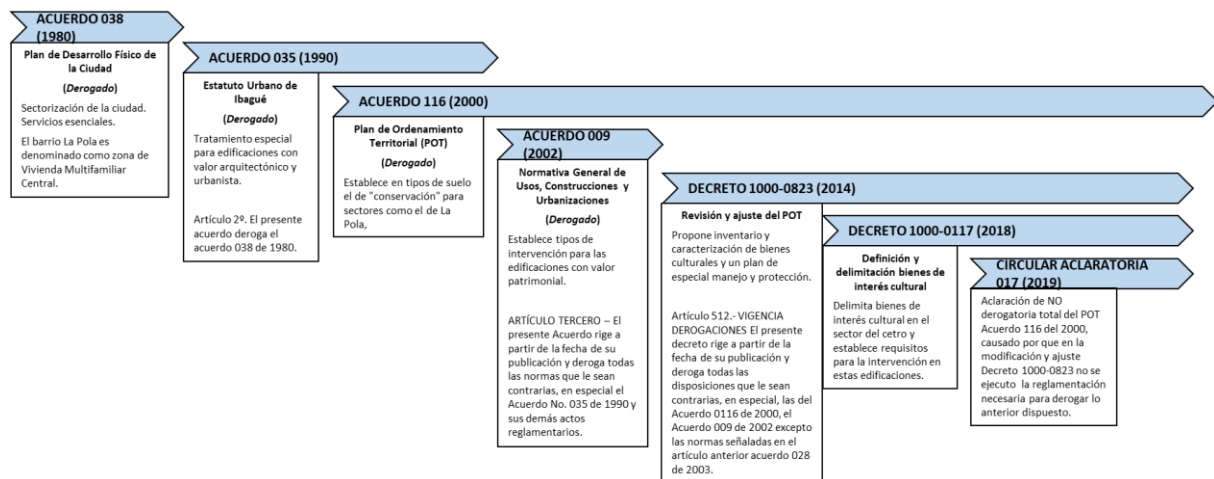 ACUERDO 038
(1980)
Plan de Desarrollo Físico de
la Ciudad
(Derogado)
Sectorización de la ciudad.
Servicios esenciales.
El barrio La Pola es
denominado como zona de
Vivienda Multifamiliar
Central.
ACUERDO 035 (1990)
Estatuto Urbano de
Ibagué
(Derogado)
Tratamiento especial
para edificaciones con
valor arquitectónico y
urbanista.
Artículo 2º. El presente
acuerdo deroga el
acuerdo 038 de 1980.
ACUERDO 116 (2000)
Plan de Ordenamiento
Territorial (POT)
(Derogado)
Establece en tipos de suelo
el de "conservación" para
sectores como el de La
Pola,
ACUERDO 009
(2002)
Normativa General de
Usos, Construcciones y
Urbanizaciones
(Derogado)
Establece tipos de
intervención para las
edificaciones con valor
patrimonial.
ARTÍCULO TERCERO – El
presente Acuerdo rige a
partir de la fecha de su
publicación y deroga todas
las normas que le sean
contrarias, en especial el
Acuerdo No. 035 de 1990 y
sus demás actos
reglamentarios.
DECRETO 1000-0823 (2014)
Revisión y ajuste del POT
Propone inventario y
caracterización de bienes
culturales y un plan de
especial manejo y protección.
Artículo 512.- VIGENCIA
DEROGACIONES El presente
decreto rige a partir de la
fecha de su publicación y
deroga todas las
disposiciones que le sean
contrarias, en especial, las del
Acuerdo 0116 de 2000, el
Acuerdo 009 de 2002 excepto
las normas señaladas en el
artículo anterior acuerdo 028
de 2003.
DECRETO 1000-0117 (2018)
Definición y
delimitación bienes de
interés cultural
Delimita bienes de
interés cultural en el
sector del cetro y
establece requisitos
para la intervención en
estas edificaciones.
CIRCULAR ACLARATORIA
017 (2019)
Aclaración de NO
derogatoria total del POT
Acuerdo 116 del 2000,
causado por que en la
modificación y ajuste
Decreto 1000-0823 no se
ejecuto la reglamentación
necesaria para derogar lo
anterior dispuesto.